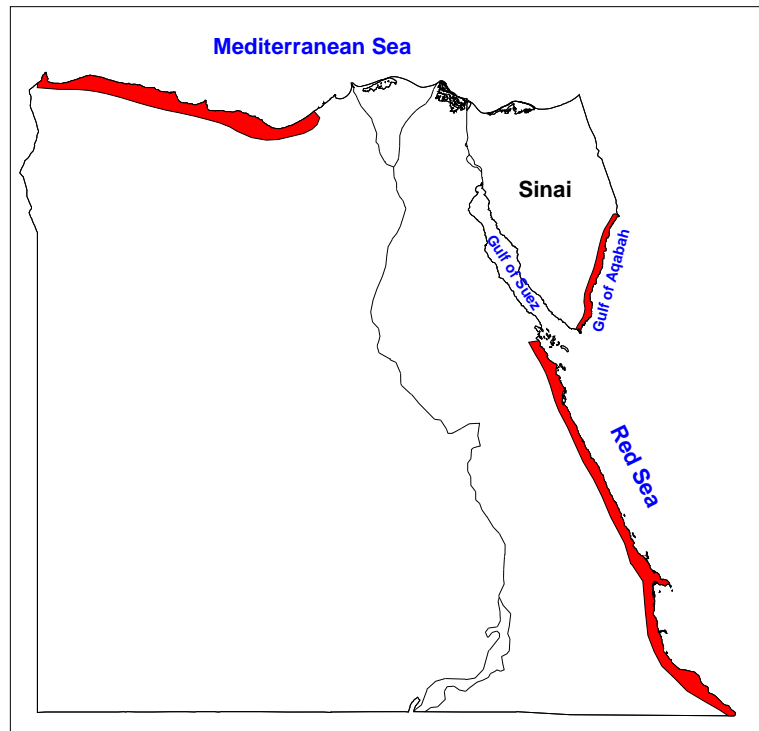 Mediterranean Sea
Sinai
Gulf of Suez
Gulf of Aqabah
Red Sea